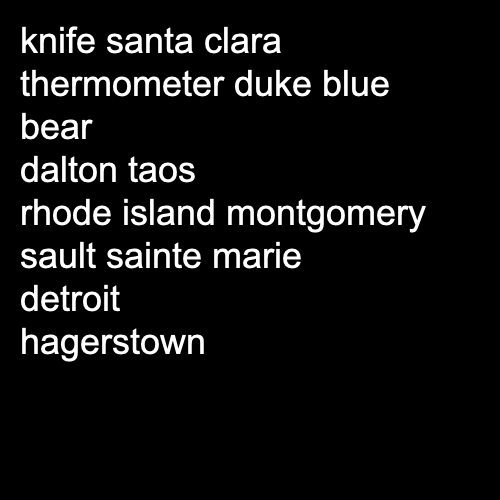 knife santa clara
thermometer duke blue
bear
dalton taos
rhode island montgomery
sault sainte marie
detroit
hagerstown